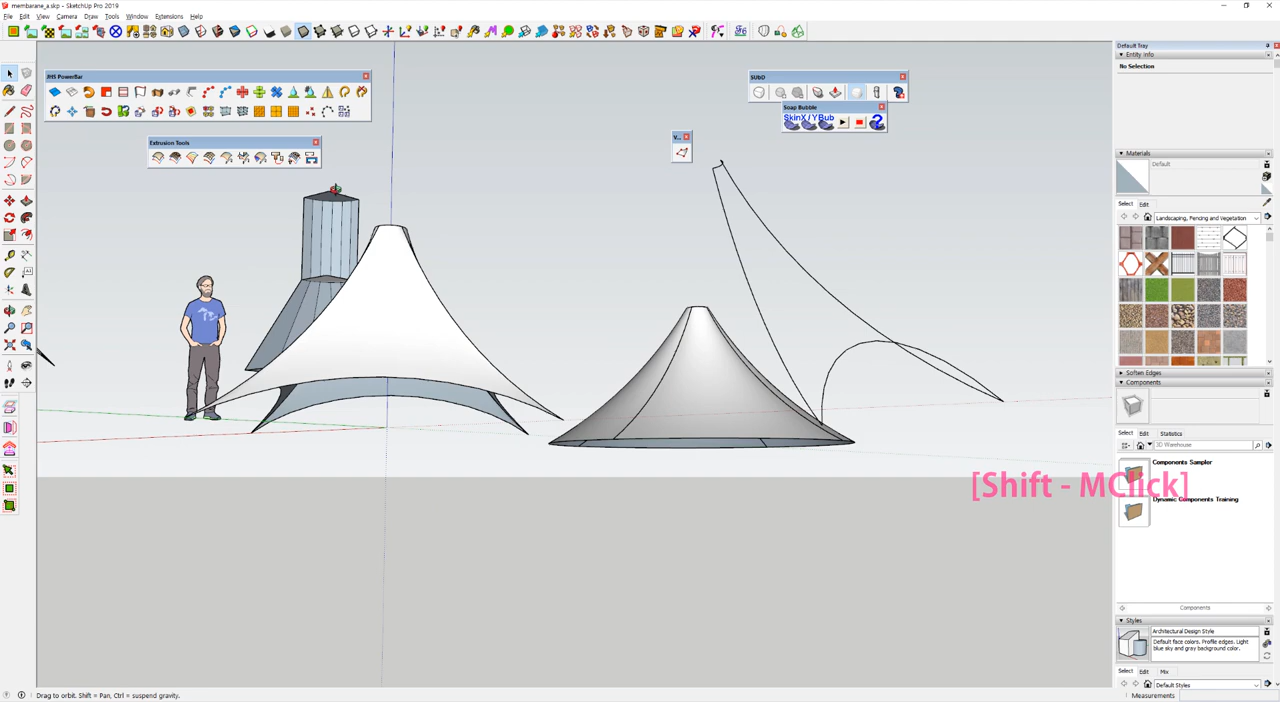 membarane_a.skp - SketchUp Pro 2019
File Edit View Camera Draw Tools Window Extensions Help
Default Tray
Entity Info
No Selection
JHS PowerBar
SUbD
Soap Bubble
Skin X / Y Bub
V...
Extrusion Tools
Materials
Default
Select Edit
Landscaping, Fencing and Vegetation
Soften Edges
Components
Select Edit Statistics
3D Warehouse
Components Sampler
[Shift - MClick]
Dynamic Components Training
Components
Styles
Architectural Design Style
Default face colors. Profile edges. Light
blue sky and gray background color.
Select Edit Mix
Default Styles
Drag to orbit. Shift = Pan, Ctrl = suspend gravity.
Measurements